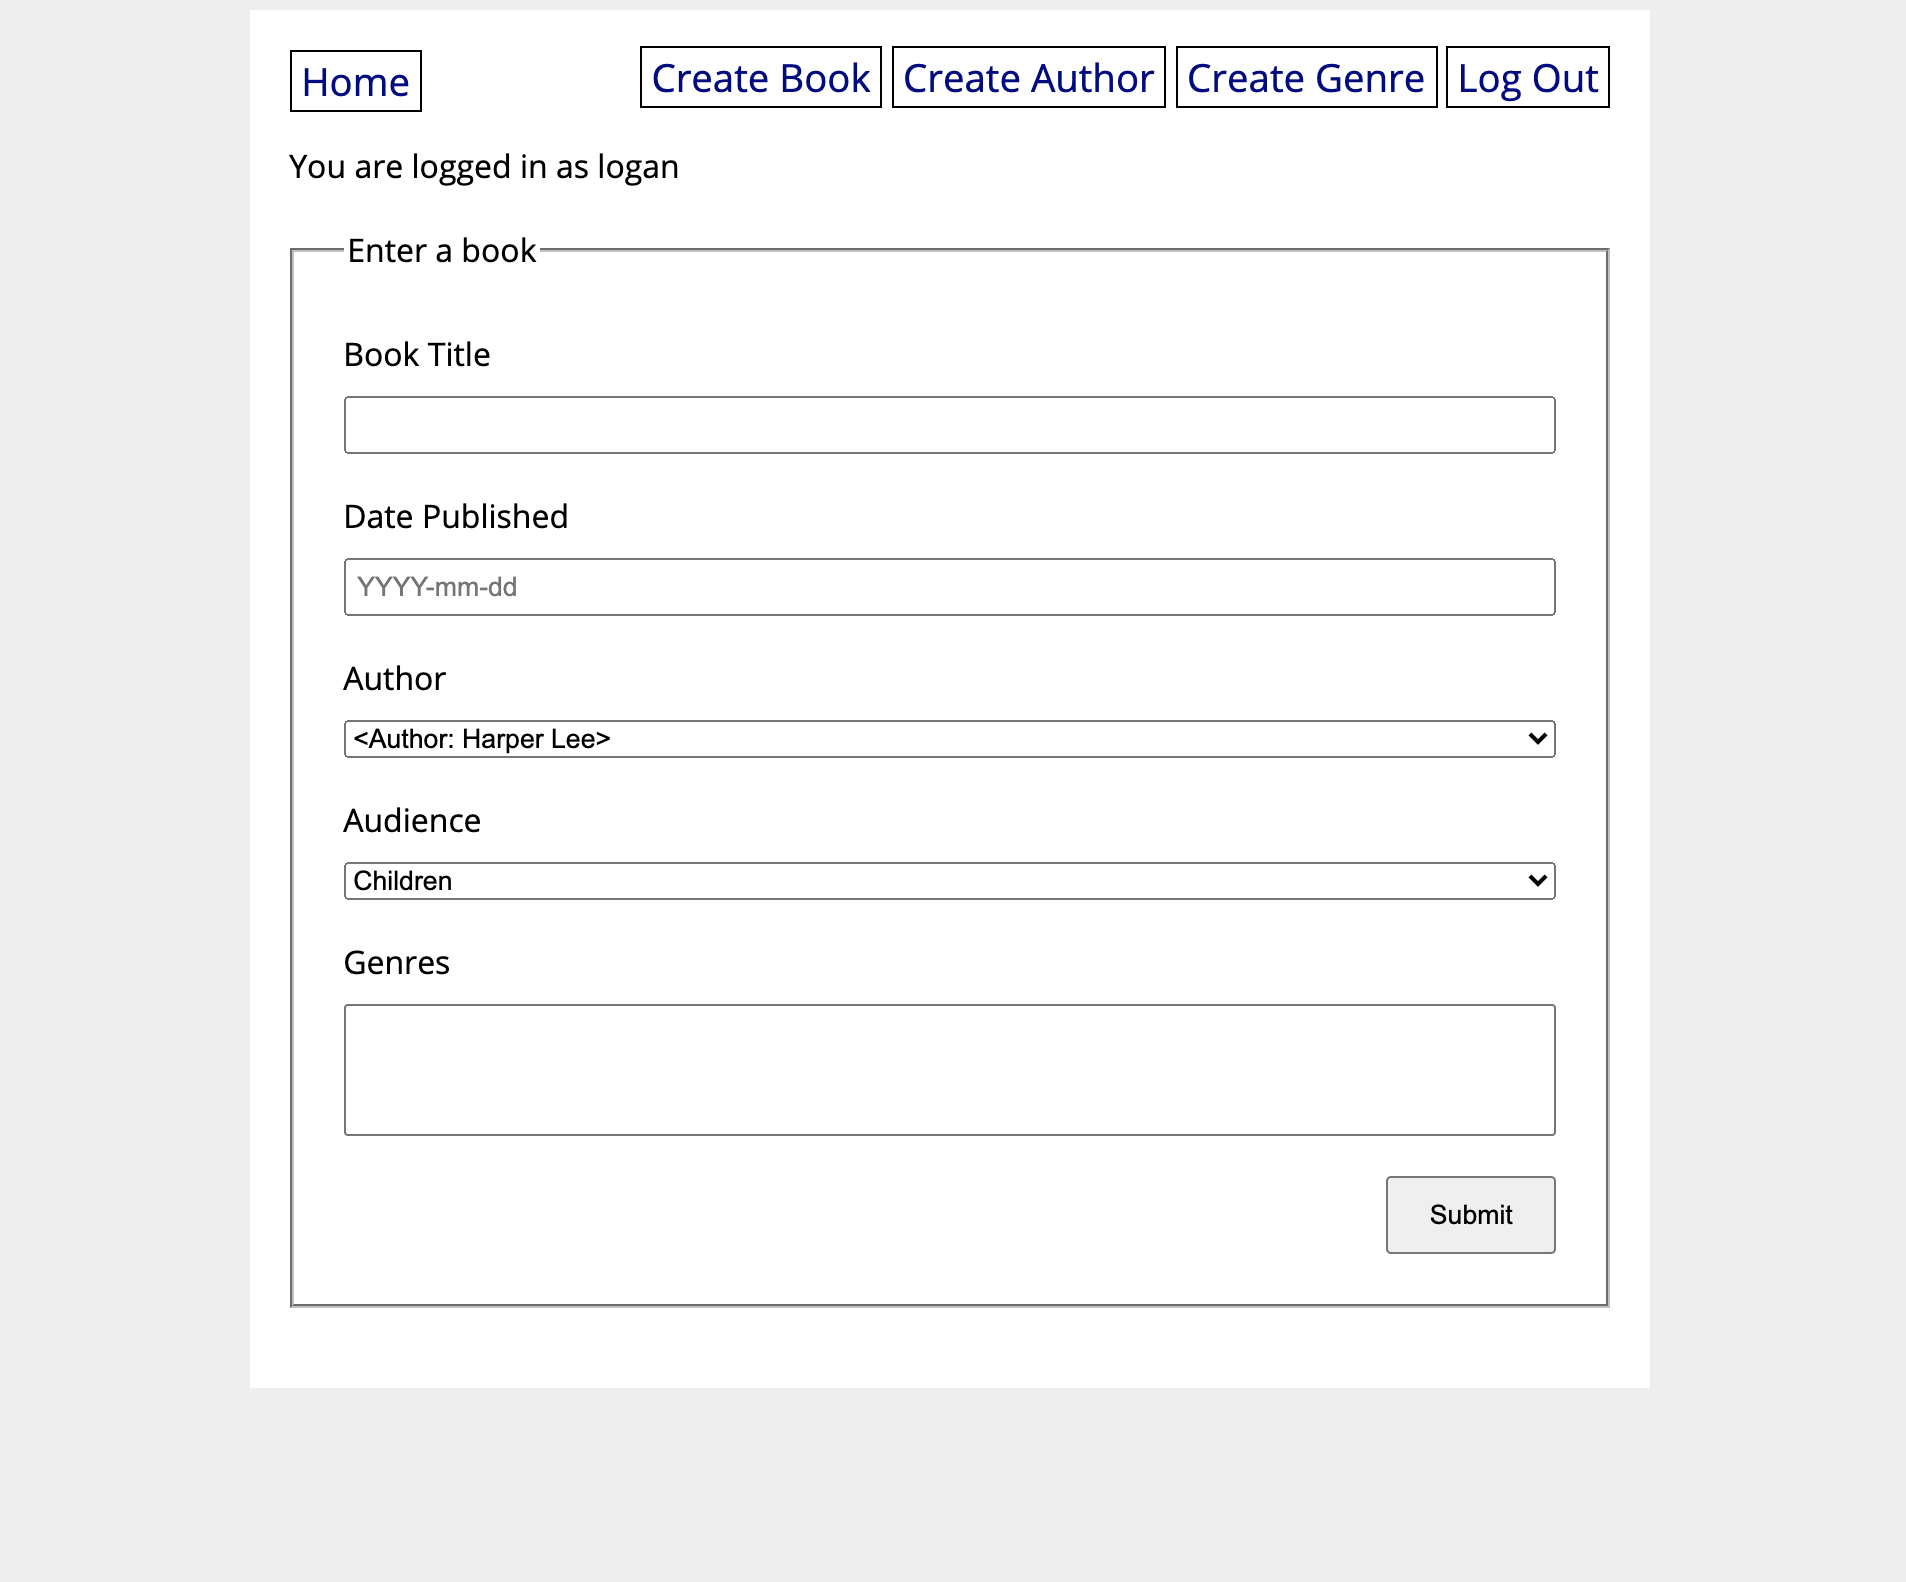 Home Create Book Create Author Create Genre Log Out
You are logged in as logan
Enter a book
Book Title
Date Published
YYYY-mm-dd
Author
<Author: Harper Lee>
Audience
Children
Genres
Submit